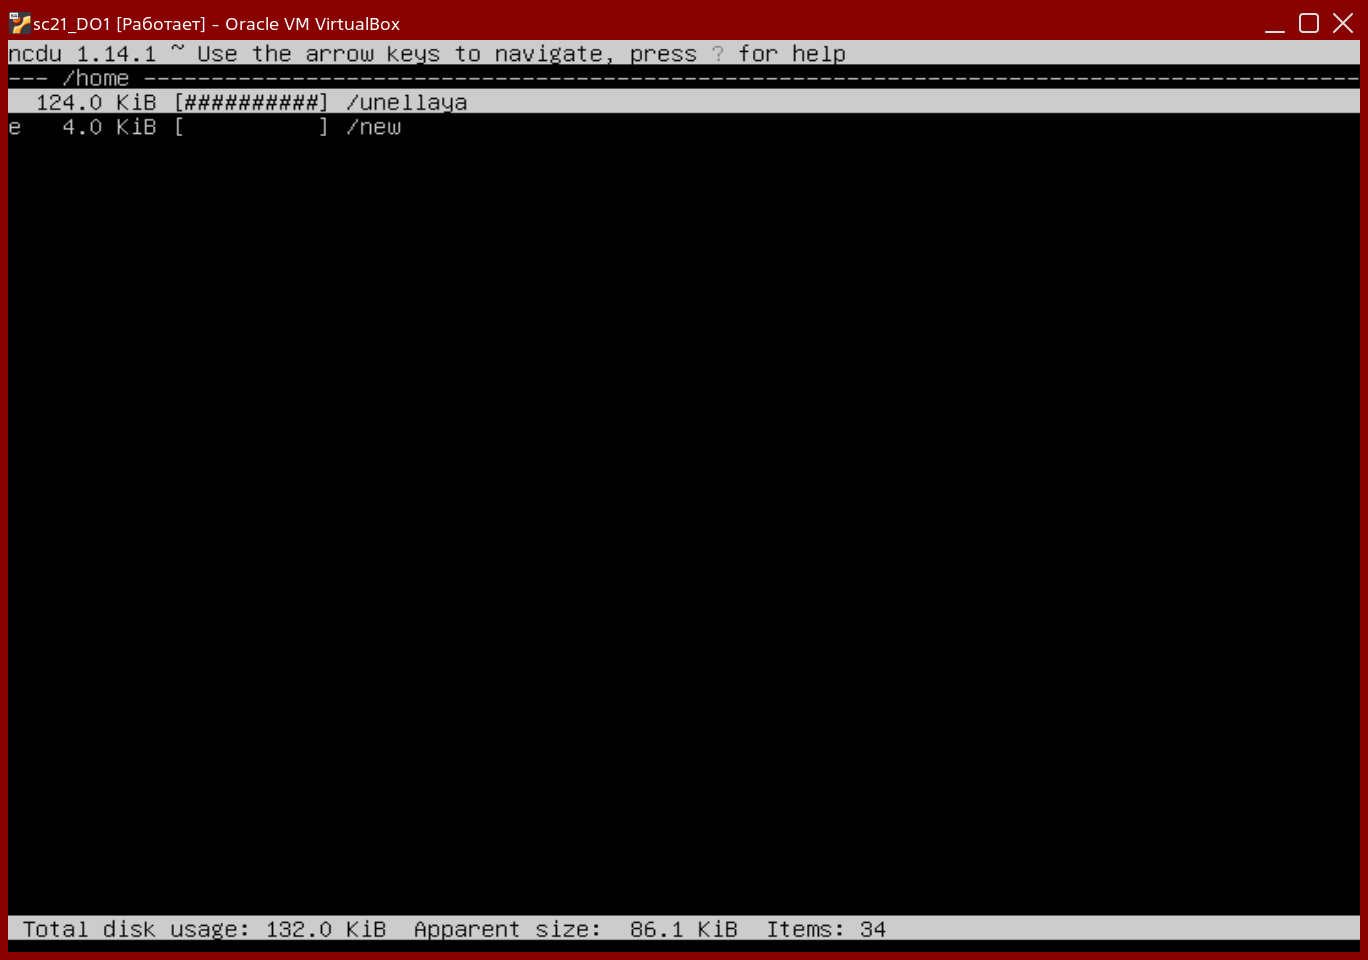 sc21_DO1 [Работает] - Oracle VM VirtualBox
ncdu 1.14.1 ~ Use the arrow keys to navigate, press ? for help
--- /home ------------------------------------------------------------------------------------------
  124.0 KiB [##########] /unellaya
e   4.0 KiB [          ] /new
Total disk usage: 132.0 KiB  Apparent size:  86.1 KiB  Items: 34